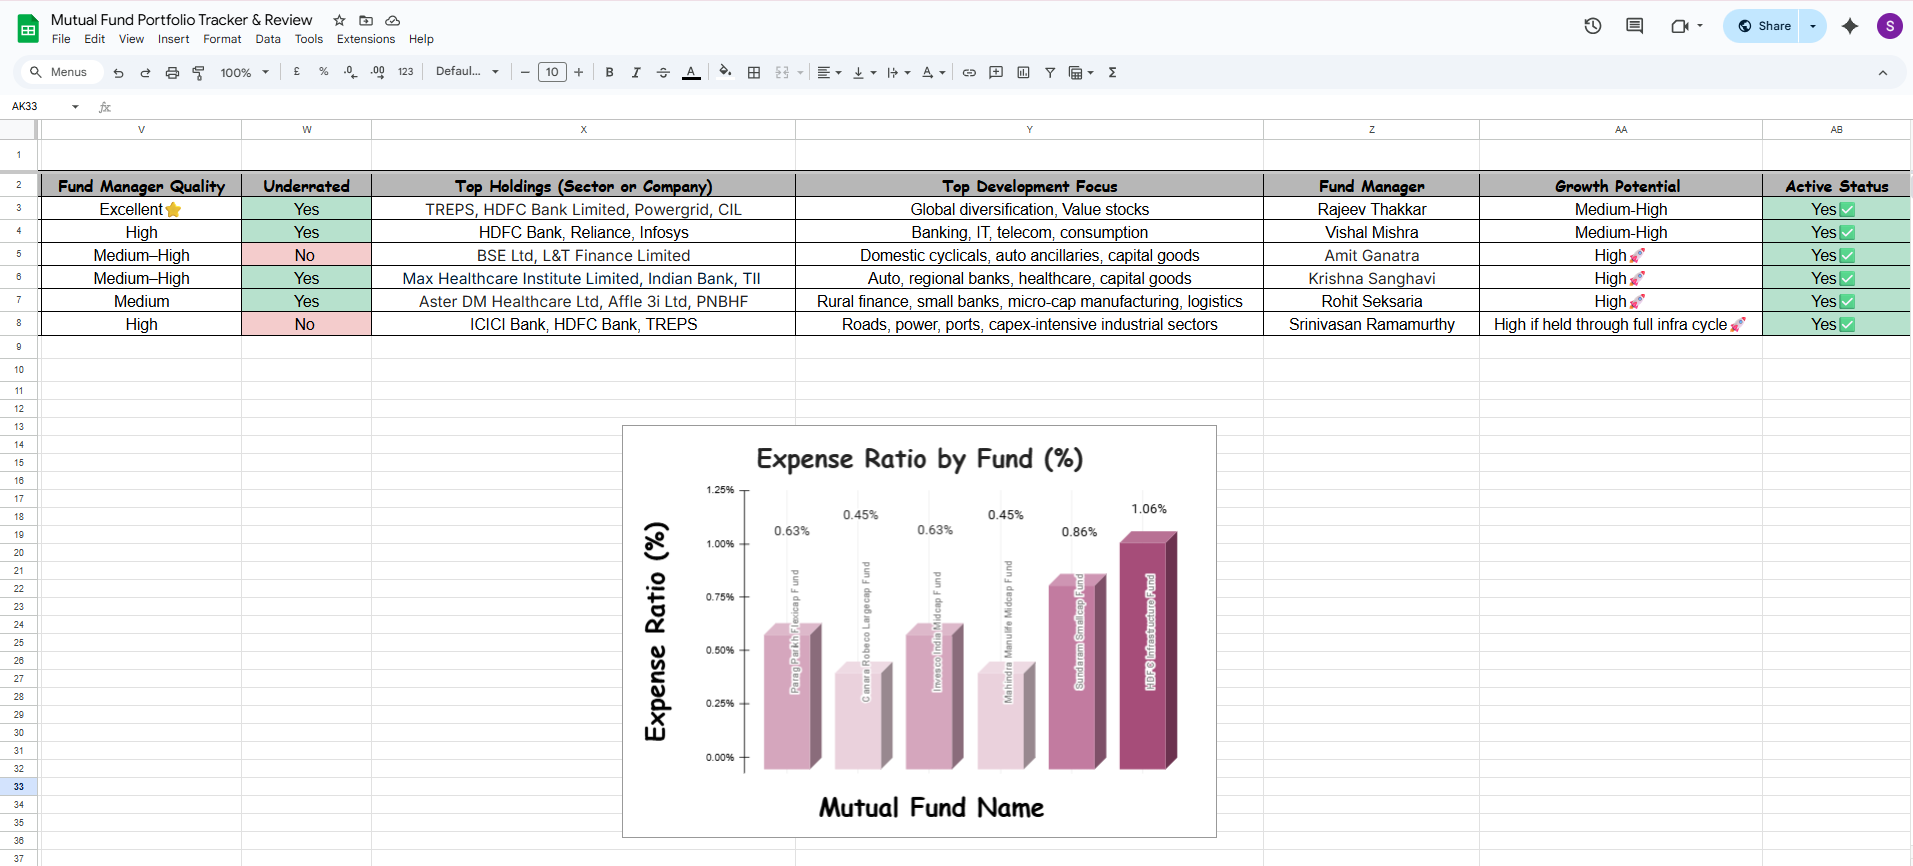 Mutual Fund Portfolio Tracker & Review
File Edit View Insert Format Data Tools Extensions Help
Share
S
Menus 100% £ % .0 .00 123 Defaul... 10 B I A Σ
AK33 fx
V W X Y Z AA AB
1
2 Fund Manager Quality Underrated Top Holdings (Sector or Company) Top Development Focus Fund Manager Growth Potential Active Status
3 Excellent⭐ Yes TREPS, HDFC Bank Limited, Powergrid, CIL Global diversification, Value stocks Rajeev Thakkar Medium-High Yes✅
4 High Yes HDFC Bank, Reliance, Infosys Banking, IT, telecom, consumption Vishal Mishra Medium-High Yes✅
5 Medium–High No BSE Ltd, L&T Finance Limited Domestic cyclicals, auto ancillaries, capital goods Amit Ganatra High🚀 Yes✅
6 Medium–High Yes Max Healthcare Institute Limited, Indian Bank, TII Auto, regional banks, healthcare, capital goods Krishna Sanghavi High🚀 Yes✅
7 Medium Yes Aster DM Healthcare Ltd, Affle 3i Ltd, PNBHF Rural finance, small banks, micro-cap manufacturing, logistics Rohit Seksaria High🚀 Yes✅
8 High No ICICI Bank, HDFC Bank, TREPS Roads, power, ports, capex-intensive industrial sectors Srinivasan Ramamurthy High if held through full infra cycle🚀 Yes✅
9
10
11
12
13
14
15
16
17
18
19
20
21
22
23
24
25
26
27
28
29
30
31
32
33
34
35
36
37
Expense Ratio by Fund (%)
Expense Ratio (%)
1.25%
1.00%
0.75%
0.50%
0.25%
0.00%
0.63% 0.45% 0.63% 0.45% 0.86% 1.06%
Parag Parikh Flexicap Fund
Canara Robeco Largecap Fund
Invesco India Midcap Fund
Mahindra Manulife Midcap Fund
Sundaram Smallcap Fund
HDFC Infrastructure Fund
Mutual Fund Name